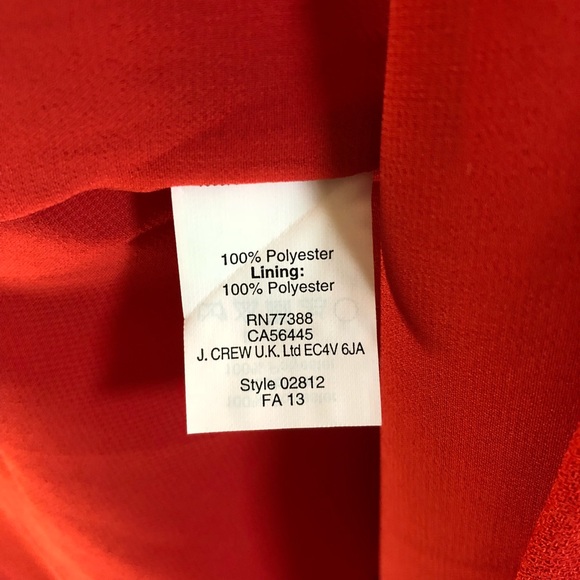 100% Polyester
Lining:
100% Polyester
RN77388
CA56445
J. CREW U.K. Ltd EC4V 6JA
Style 02812
FA 13